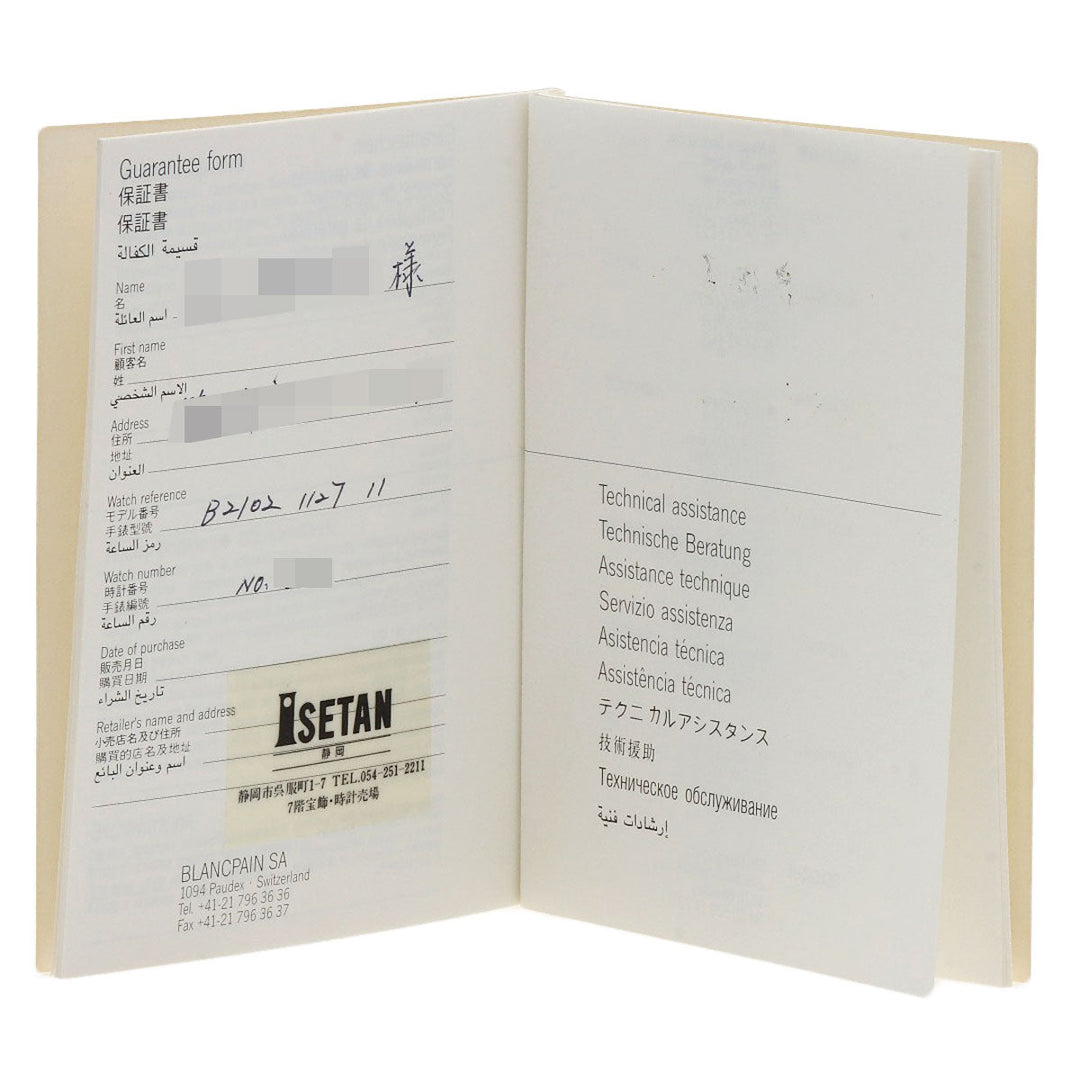 Guarantee form
保証書
保証書
قسيمة الكفالة
Name
名
اسم العائلة
様
First name
顧客名
姓
الاسم الشخصي
Address
住所
地址
العنوان
Watch reference
モデル番号
手錶型號
رمز الساعة
B2102 1127 11
Watch number
時計番号
手錶編號
رقم الساعة
NO.
Date of purchase
販売月日
購買日期
تاريخ الشراء
Retailer's name and address
小売店名及び住所
購買的店名及地址
اسم وعنوان البائع
ISETAN
静岡
静岡市呉服町1-7 TEL.054-251-2211
7階宝飾・時計売場
BLANCPAIN SA
1094 Paudex · Switzerland
Tel. +41-21 796 36 36
Fax +41-21 796 36 37
Technical assistance
Technische Beratung
Assistance technique
Servizio assistenza
Asistencia técnica
Assistência técnica
テクニカルアシスタンス
技術援助
Техническое обслуживание
إرشادات فنية